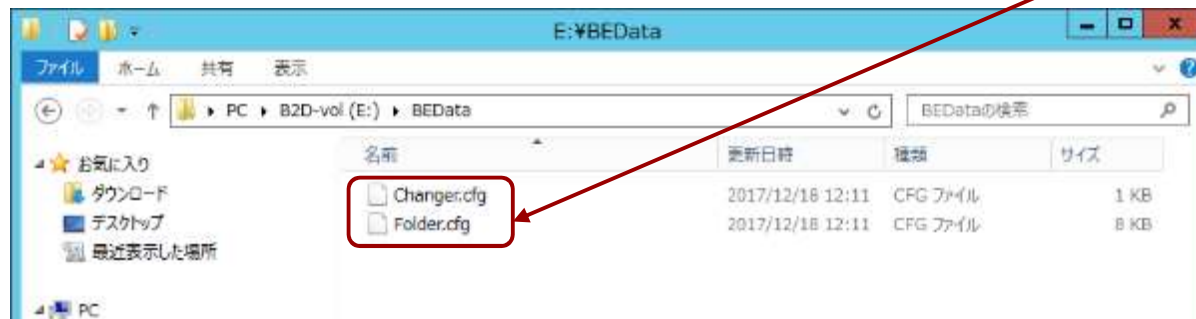 E:¥BEData
ファイル ホーム 共有 表示
PC B2D-vol (E:) BEData BEDataの検索
名前 更新日時 種類 サイズ
お気に入り
ダウンロード
デスクトップ
最近表示した場所
PC
Changer.cfg 2017/12/18 12:11 CFG ファイル 1 KB
Folder.cfg 2017/12/18 12:11 CFG ファイル 8 KB